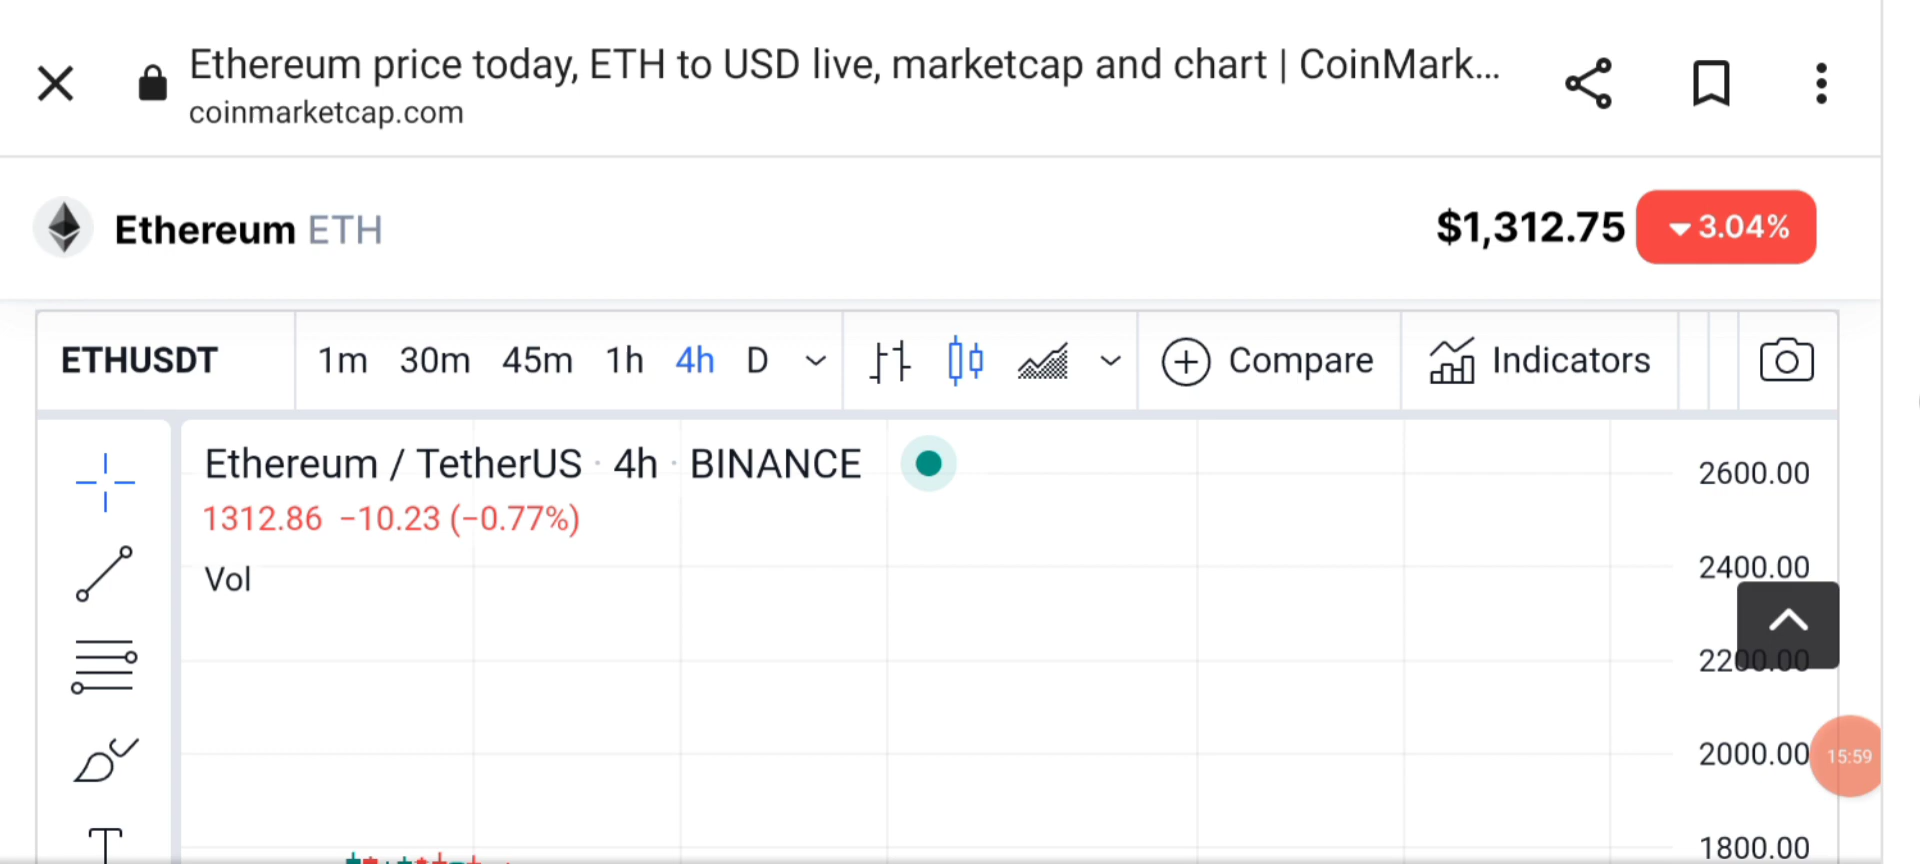 Ethereum price today, ETH to USD live, marketcap and chart | CoinMark...
coinmarketcap.com
Ethereum ETH
$1,312.75 3.04%
ETHUSDT 1m 30m 45m 1h 4h D Compare Indicators
Ethereum / TetherUS · 4h · BINANCE
1312.86 −10.23 (−0.77%)
Vol
2600.00
2400.00
2200.00
2000.00
15:59
1800.00